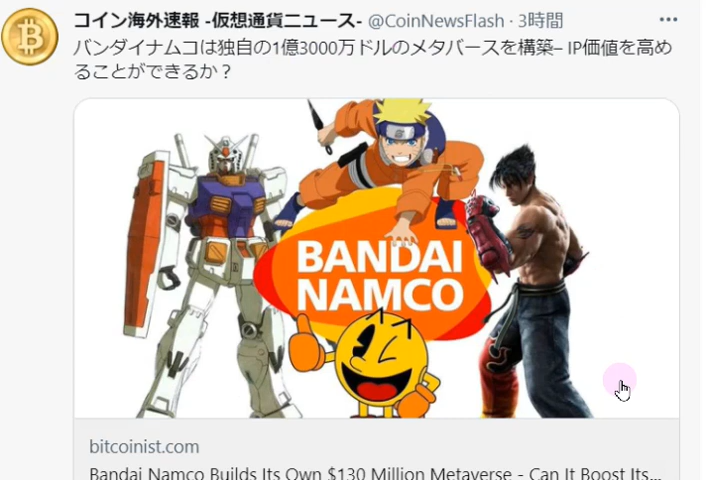 コイン海外速報 -仮想通貨ニュース- @CoinNewsFlash · 3時間
バンダイナムコは独自の1億3000万ドルのメタバースを構築– IP価値を高め
ることができるか？
BANDAI
NAMCO
bitcoinist.com
Bandai Namco Builds Its Own $130 Million Metaverse - Can It Boost Its...